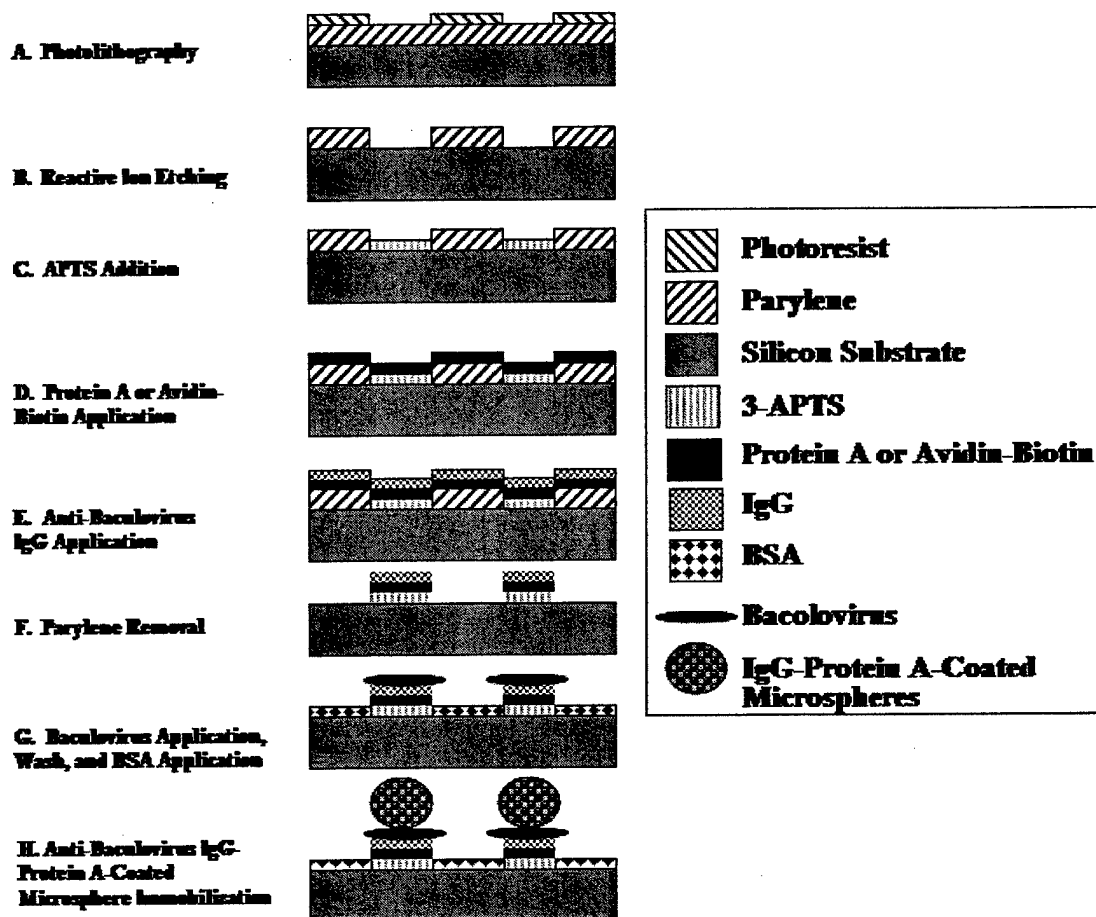 A. Photolithography
B. Reactive Ion Etching
C. APTS Addition
D. Protein A or Avidin-
Biotin Application
E. Anti-Baculovirus
IgG Application
F. Parylene Removal
G. Baculovirus Application,
Wash, and BSA Application
H. Anti-Baculovirus IgG-
Protein A-Coated
Microsphere Immobilization
Photoresist
Parylene
Silicon Substrate
3-APTS
Protein A or Avidin-Biotin
IgG
BSA
Bacolovirus
IgG-Protein A-Coated
Microspheres